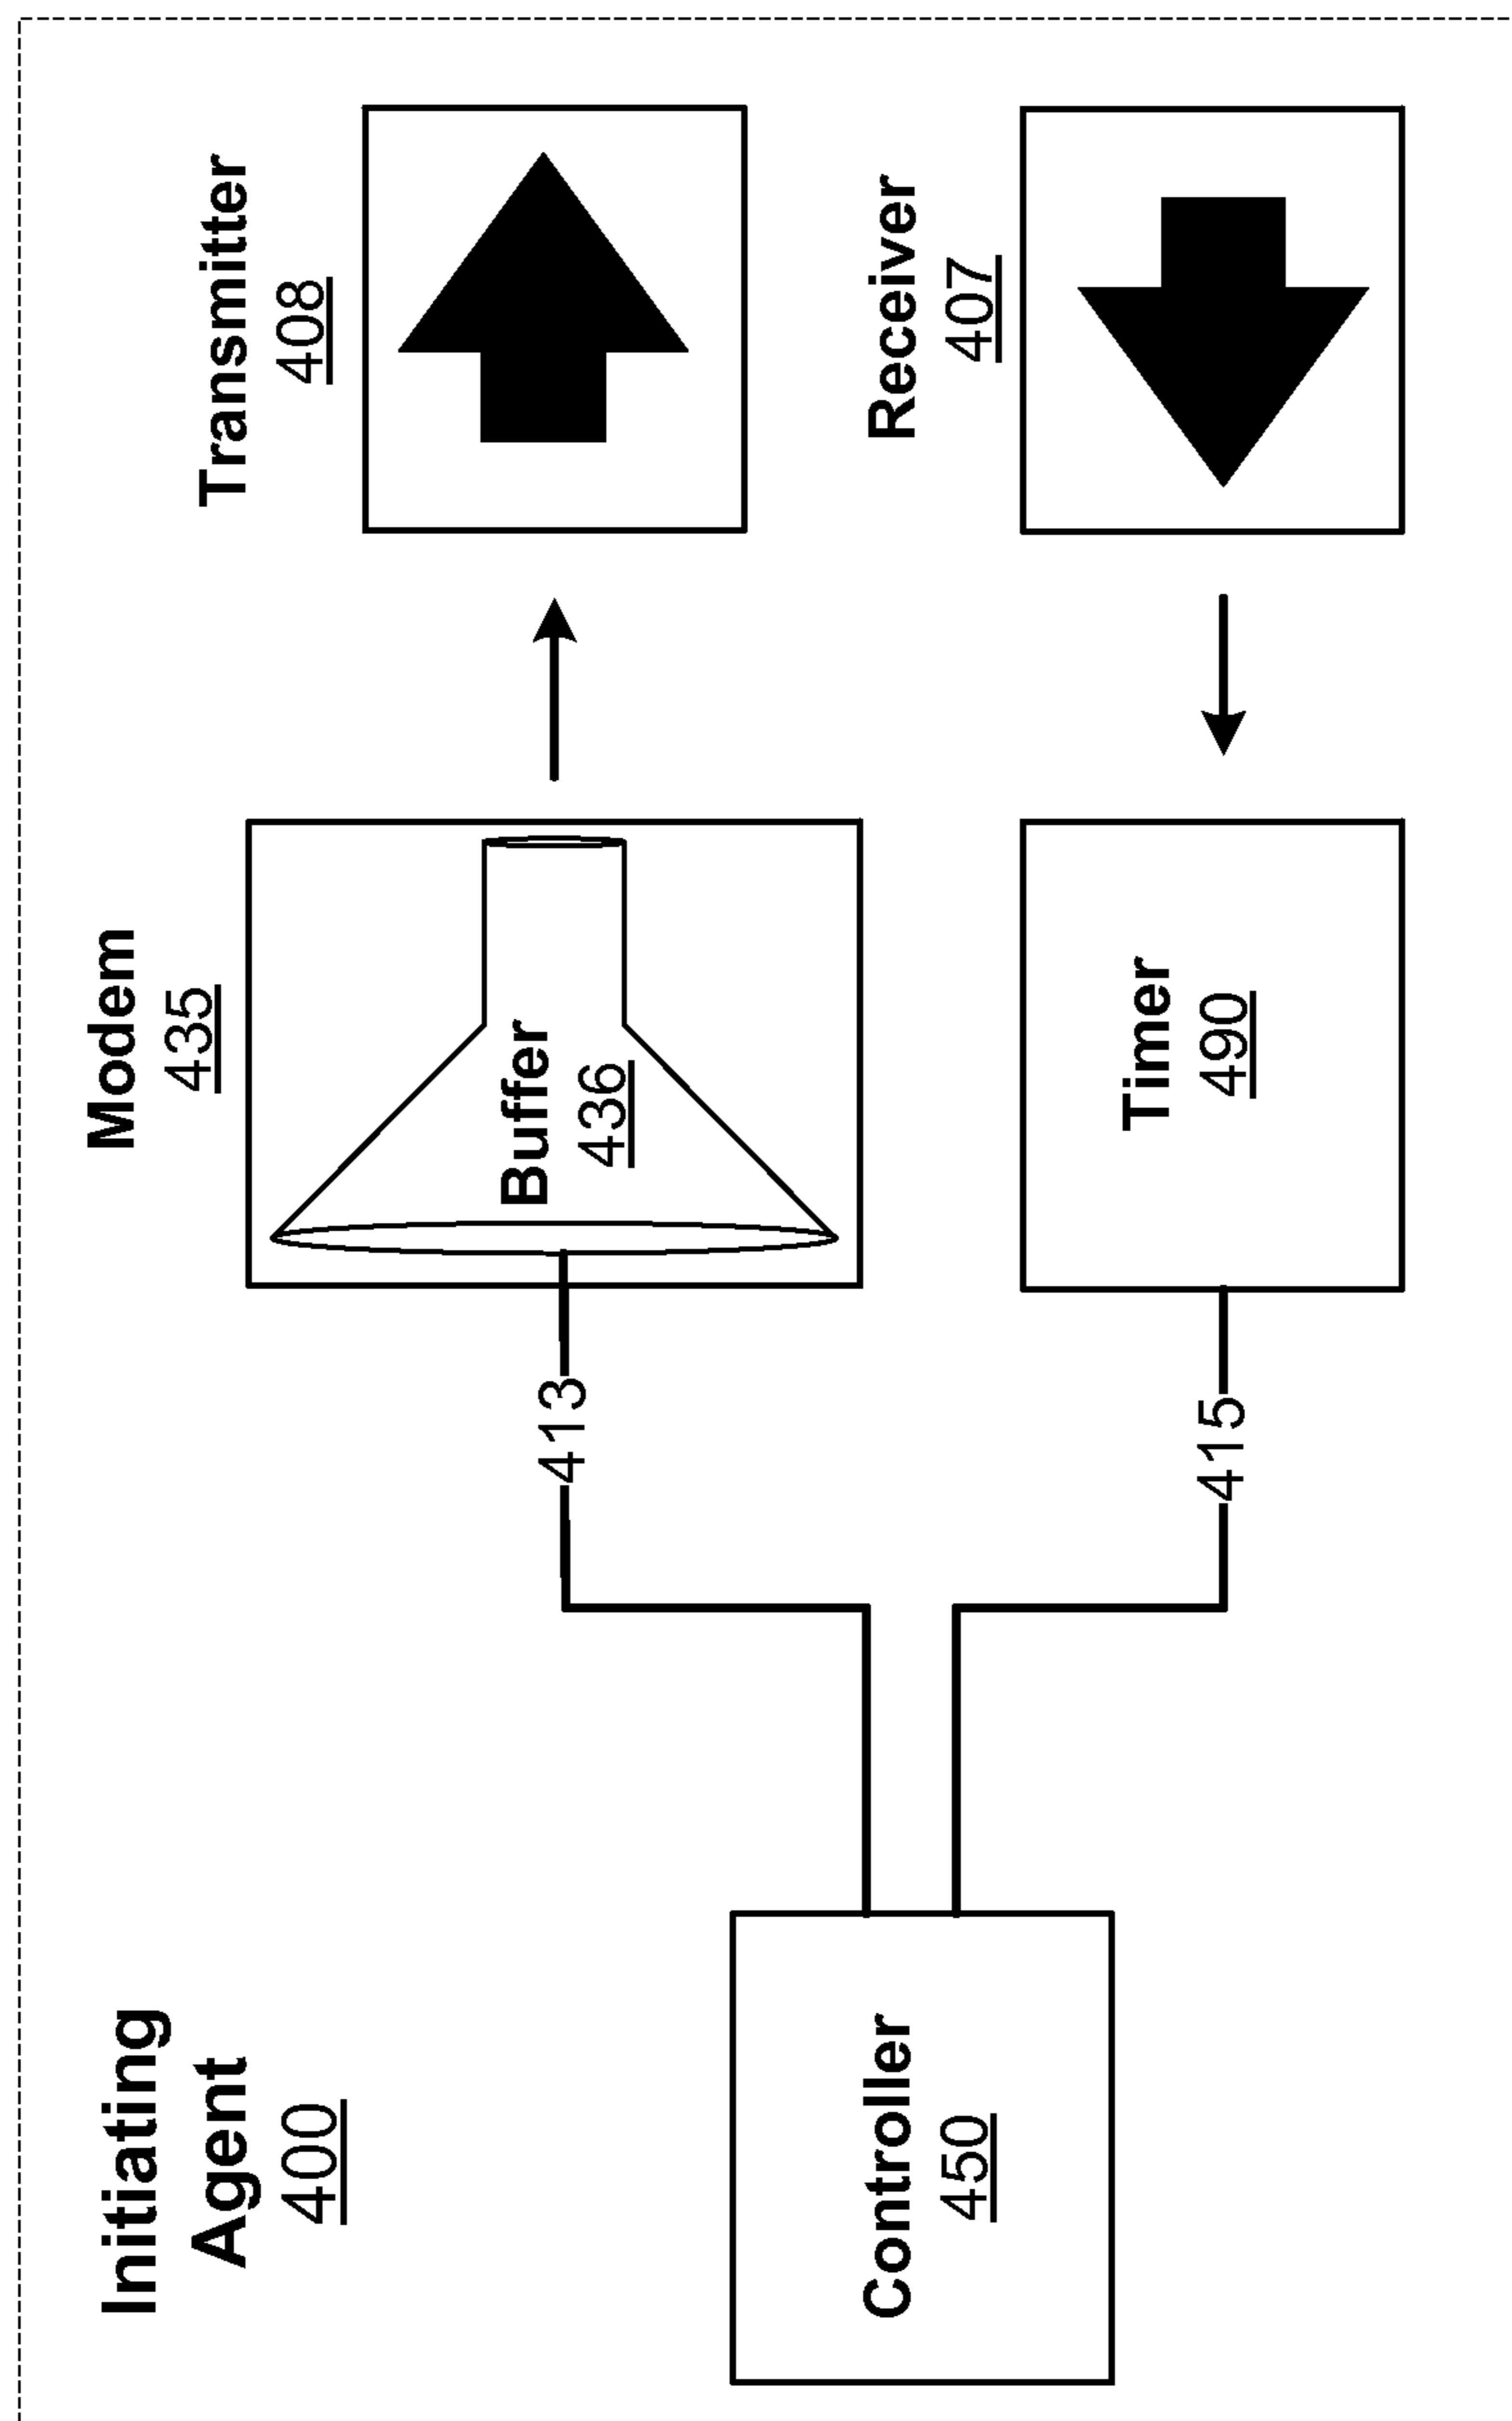 Initiating
Agent
400
Modem
435
Transmitter
408
Buffer
436
413
Controller
450
Receiver
407
Timer
490
415